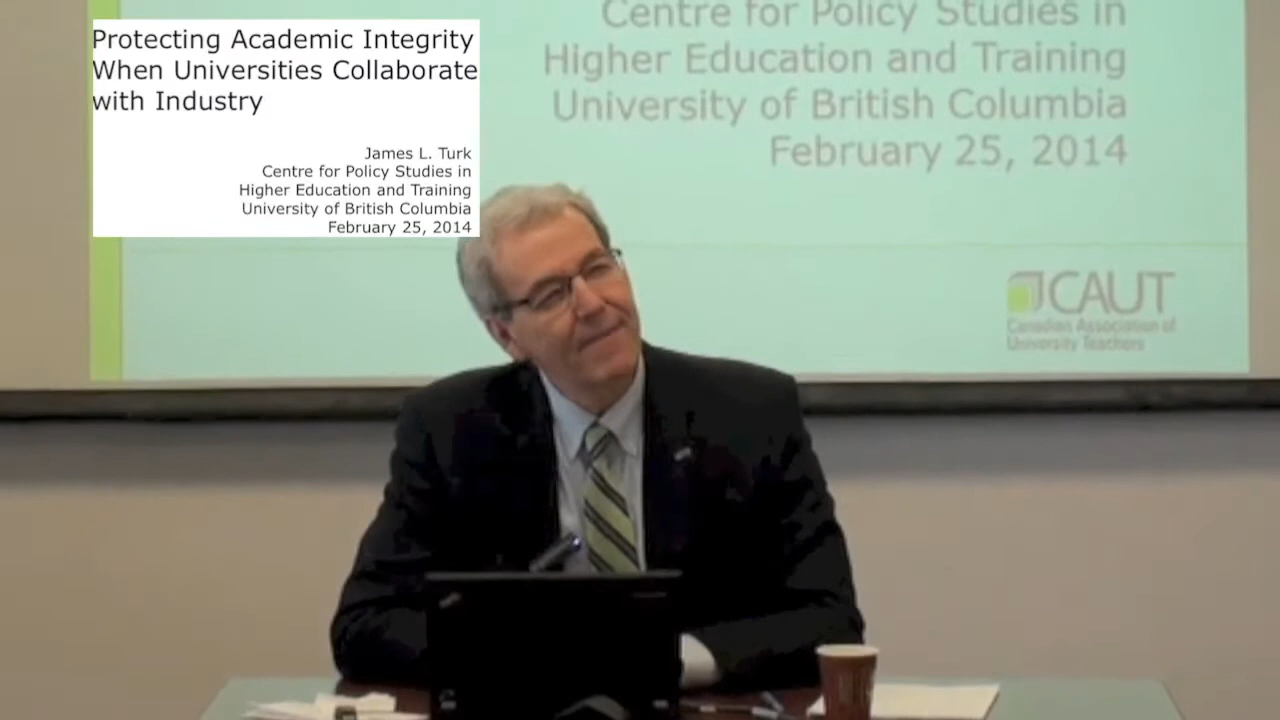 Protecting Academic Integrity
When Universities Collaborate
with Industry
James L. Turk
Centre for Policy Studies in
Higher Education and Training
University of British Columbia
February 25, 2014
Centre for Policy Studies in
Higher Education and Training
University of British Columbia
February 25, 2014
CAUT
Canadian Association of
University Teachers